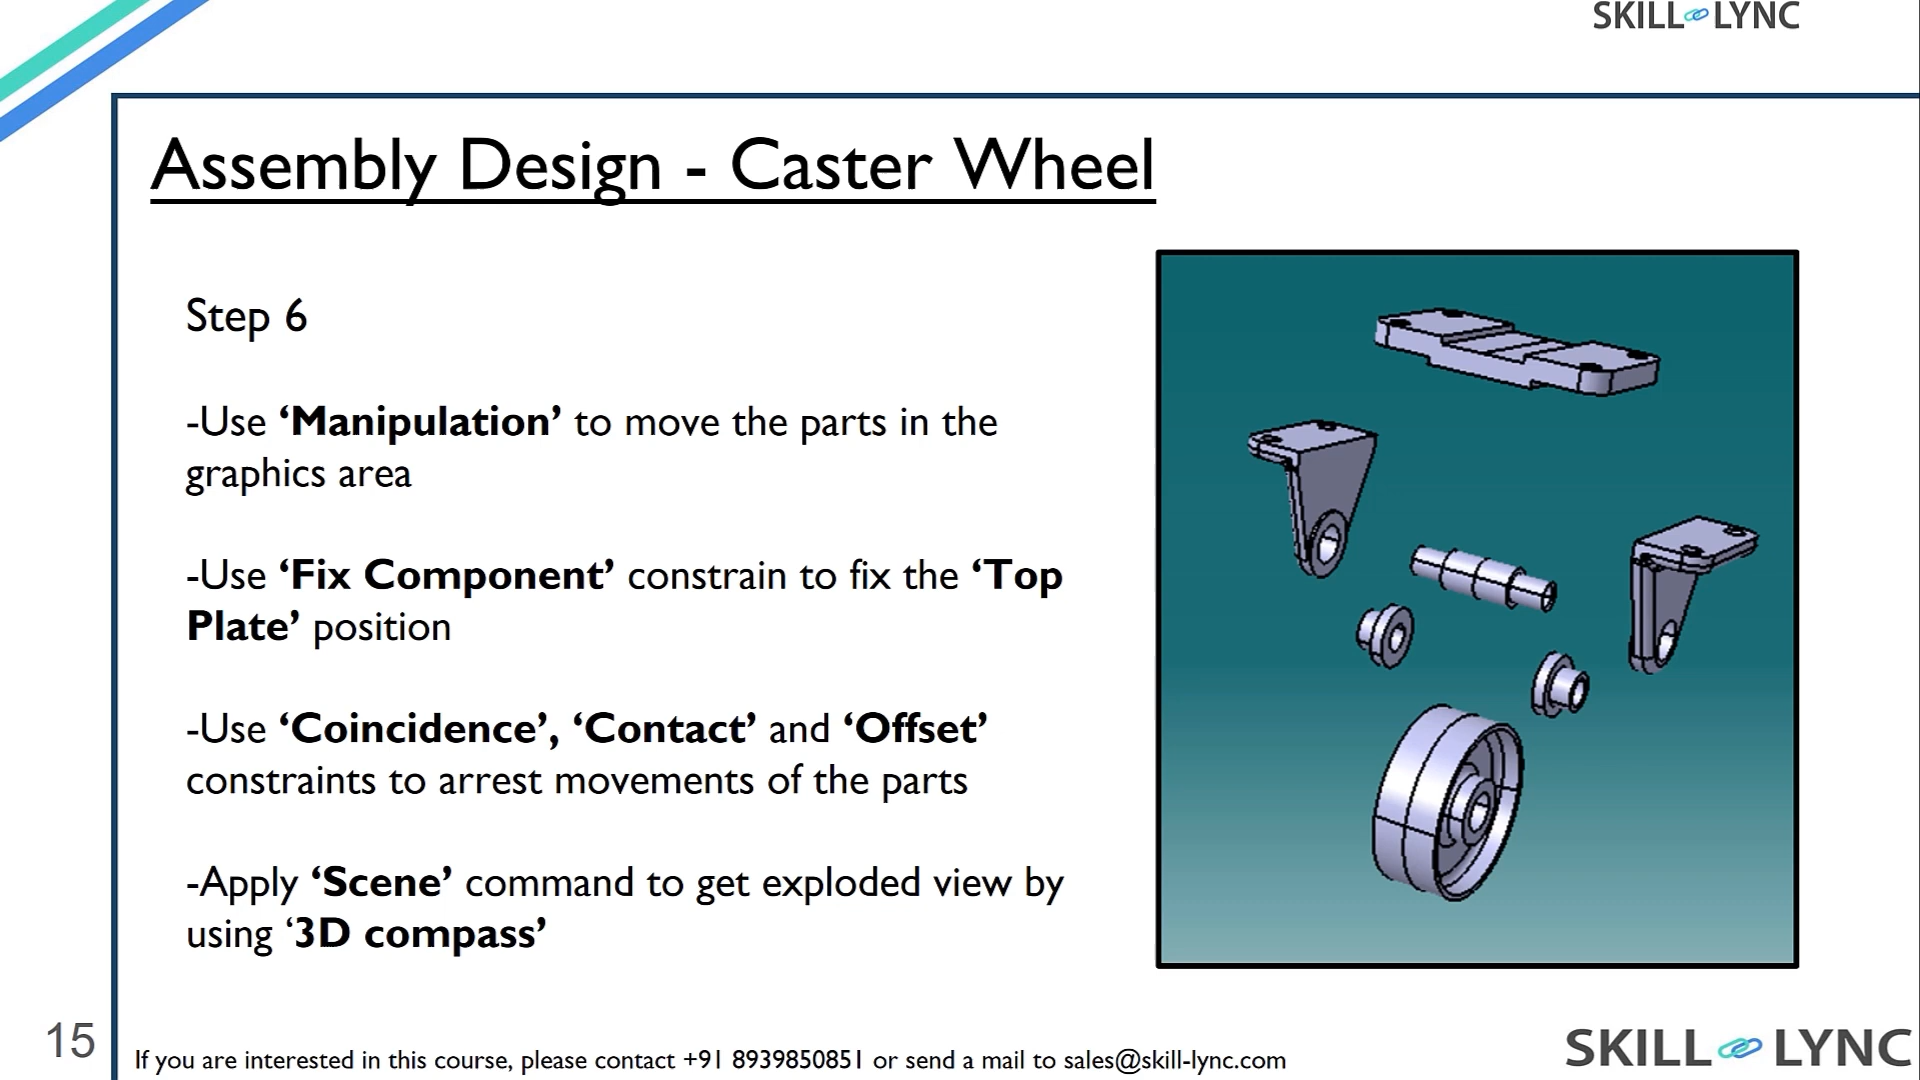 SKILL LYNC
Assembly Design - Caster Wheel
Step 6
-Use ‘Manipulation’ to move the parts in the
graphics area
-Use ‘Fix Component’ constrain to fix the ‘Top
Plate’ position
-Use ‘Coincidence’, ‘Contact’ and ‘Offset’
constraints to arrest movements of the parts
-Apply ‘Scene’ command to get exploded view by
using ‘3D compass’
15
If you are interested in this course, please contact +91 8939850851 or send a mail to sales@skill-lync.com
SKILL LYNC